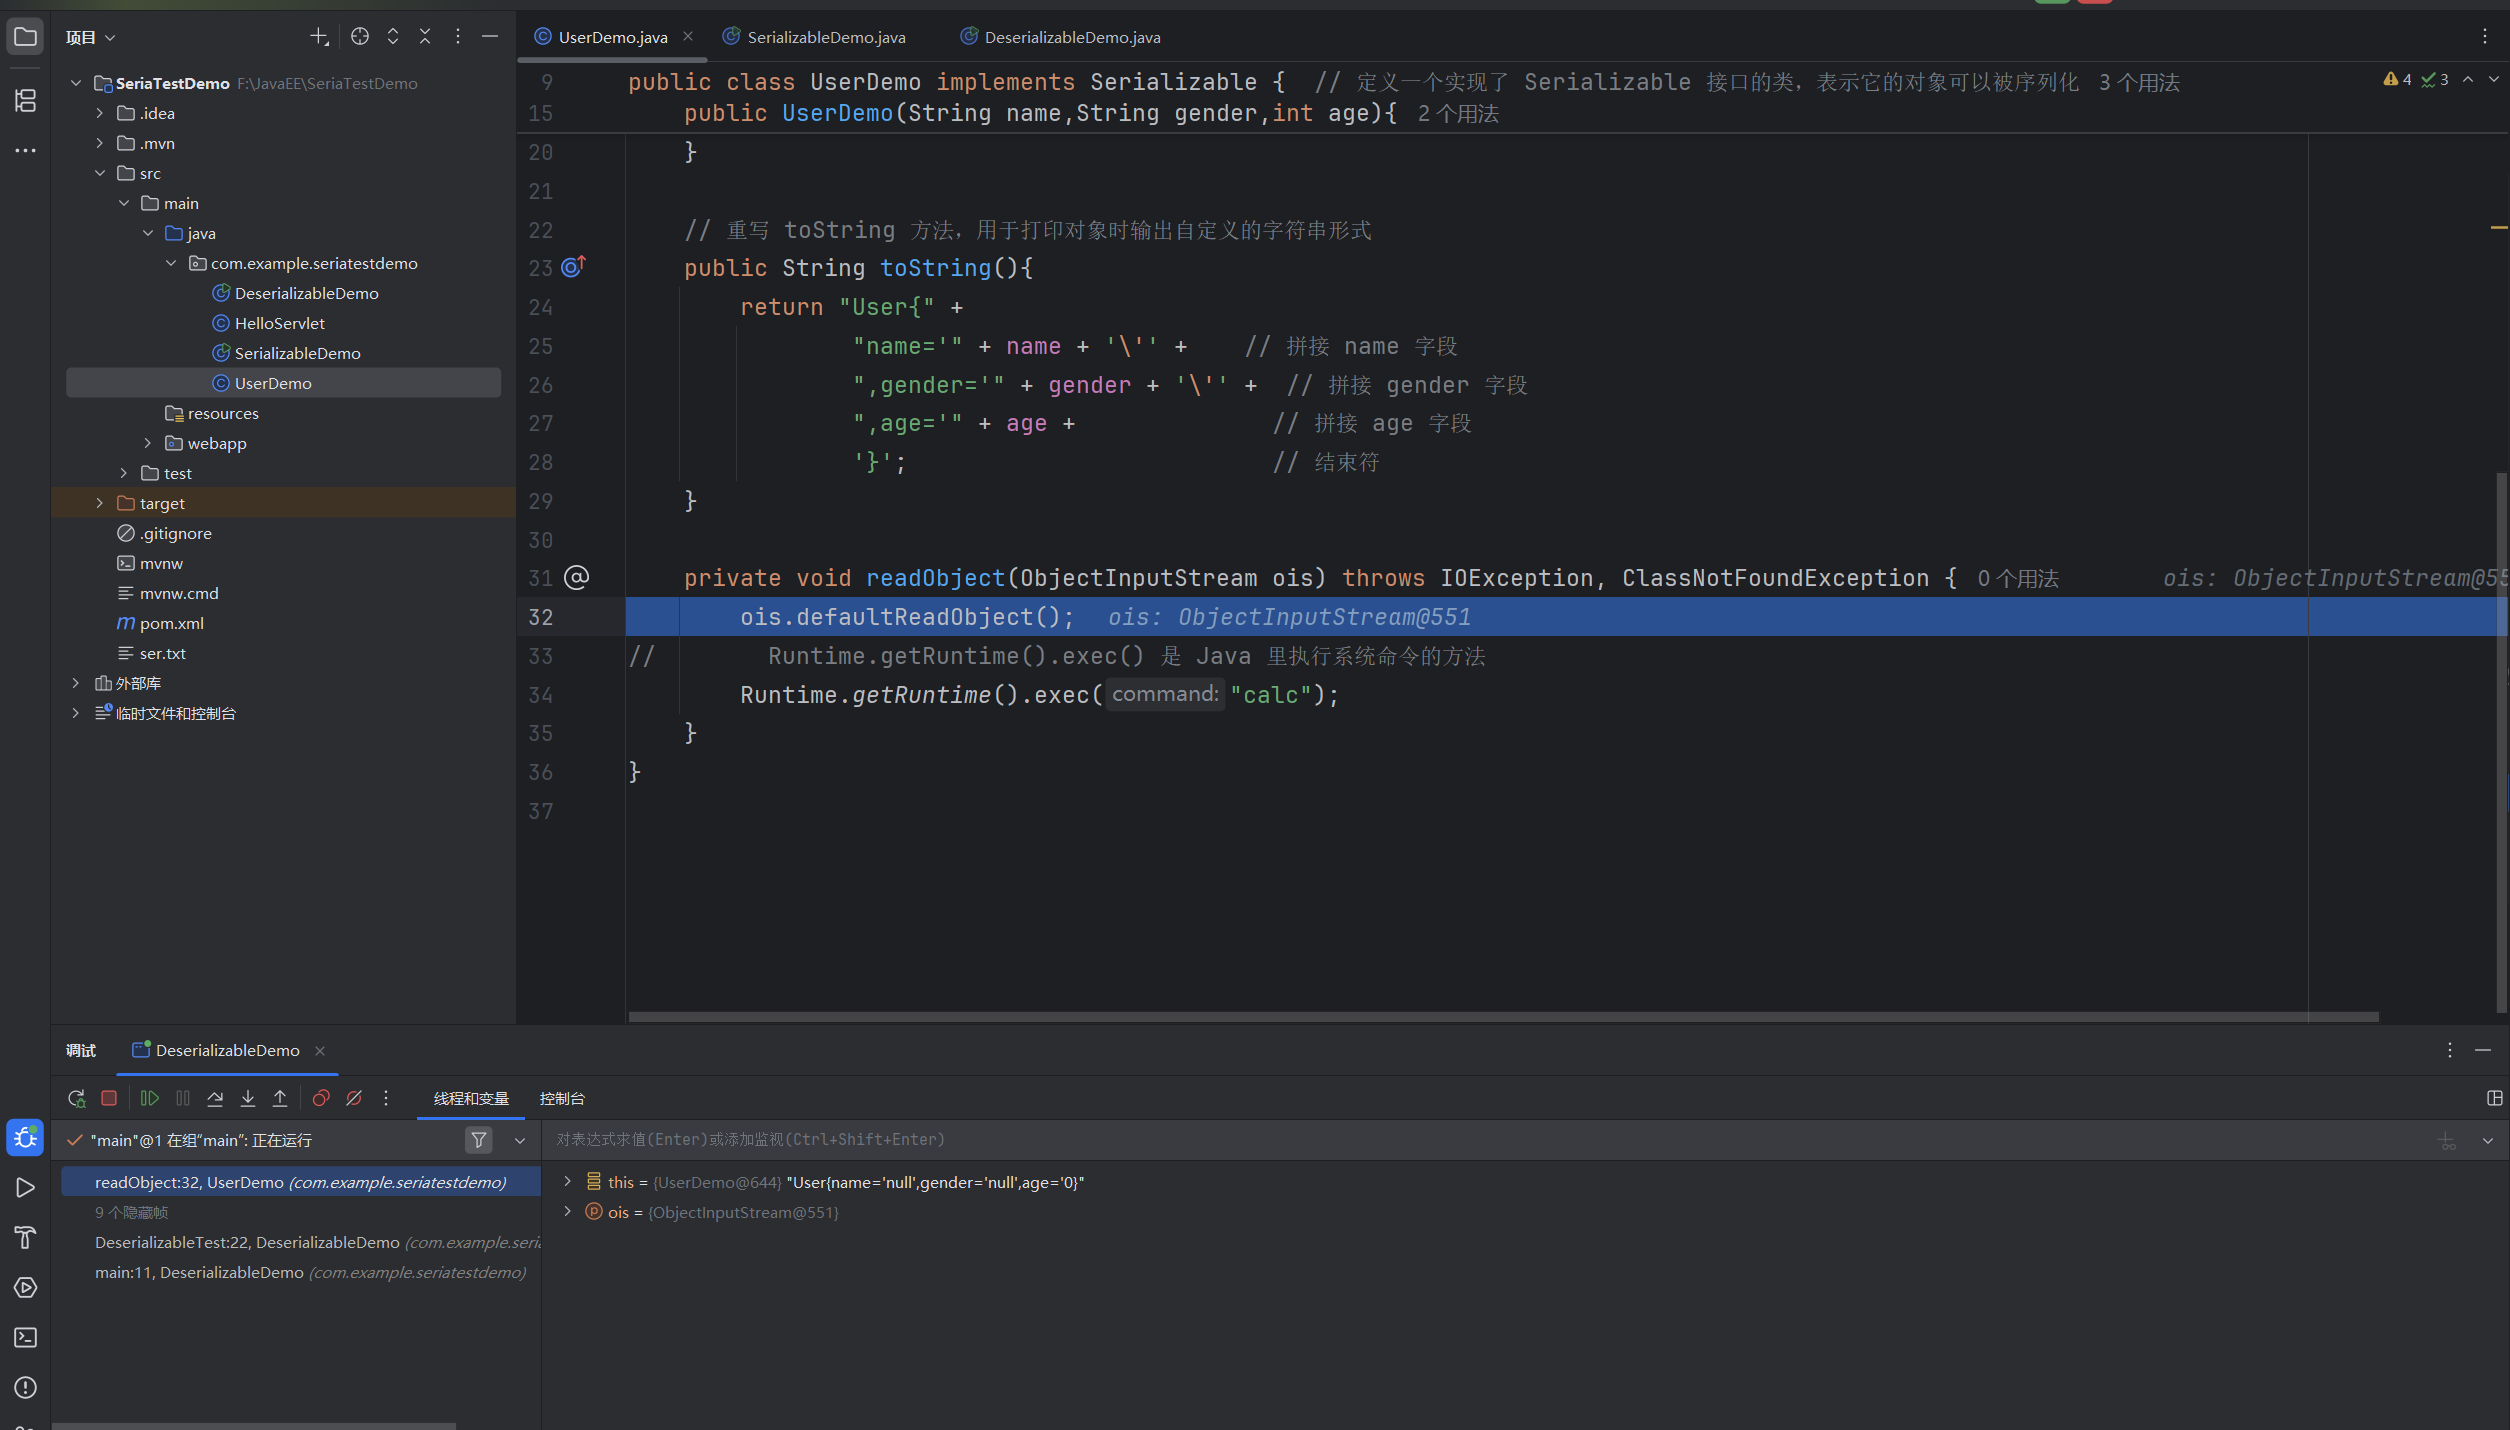 项目
SeriaTestDemo F:\JavaEE\SeriaTestDemo
.idea
.mvn
src
main
java
com.example.seriatestdemo
DeserializableDemo
HelloServlet
SerializableDemo
UserDemo
resources
webapp
test
target
.gitignore
mvnw
mvnw.cmd
pom.xml
ser.txt
外部库
临时文件和控制台
UserDemo.java SerializableDemo.java DeserializableDemo.java
9 public class UserDemo implements Serializable { // 定义一个实现了 Serializable 接口的类，表示它的对象可以被序列化 3 个用法 4 3
15 public UserDemo(String name,String gender,int age){ 2 个用法
20 }
21
22 // 重写 toString 方法，用于打印对象时输出自定义的字符串形式
23 public String toString(){
24 return "User{" +
25 "name='" + name + '\'' + // 拼接 name 字段
26 ",gender='" + gender + '\'' + // 拼接 gender 字段
27 ",age='" + age + // 拼接 age 字段
28 '}'; // 结束符
29 }
30
31 private void readObject(ObjectInputStream ois) throws IOException, ClassNotFoundException { 0 个用法 ois: ObjectInputStream@55
32 ois.defaultReadObject(); ois: ObjectInputStream@551
33 // Runtime.getRuntime().exec() 是 Java 里执行系统命令的方法
34 Runtime.getRuntime().exec( command: "calc");
35 }
36 }
37
调试 DeserializableDemo
线程和变量 控制台
"main"@1 在组"main": 正在运行
readObject:32, UserDemo (com.example.seriatestdemo)
9 个隐藏帧
DeserializableTest:22, DeserializableDemo (com.example.seria
main:11, DeserializableDemo (com.example.seriatestdemo)
对表达式求值(Enter)或添加监视(Ctrl+Shift+Enter)
this = {UserDemo@644} "User{name='null',gender='null',age='0}"
ois = {ObjectInputStream@551}